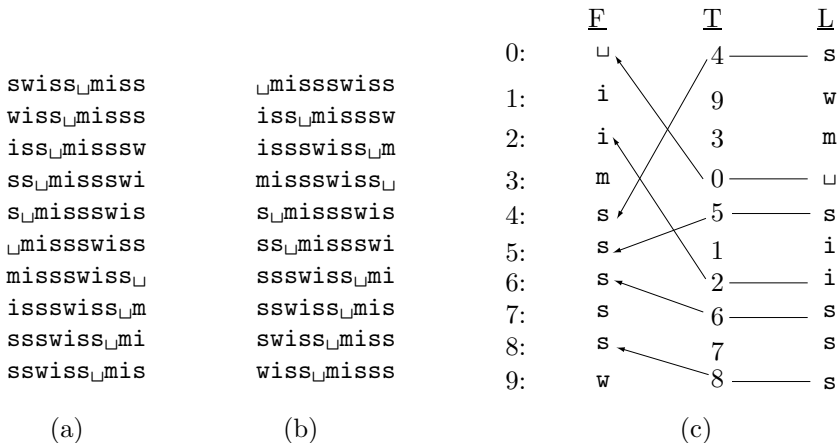 F T L
0: ␣ 4 s
swiss␣miss ␣missswiss
1: i 9 w
wiss␣misss iss␣misssw
2: i 3 m
iss␣misssw issswiss␣m
3: m 0 ␣
ss␣missswi missswiss␣
4: s 5 s
s␣missswis s␣missswis
5: s 1 i
␣missswiss ss␣missswi
6: s 2 i
missswiss␣ sssswiss␣mi
7: s 6 s
issswiss␣m sswiss␣mis
8: s 7 s
ssswiss␣mi swiss␣miss
9: w 8 s
sswiss␣mis wiss␣misss
(a) (b) (c)